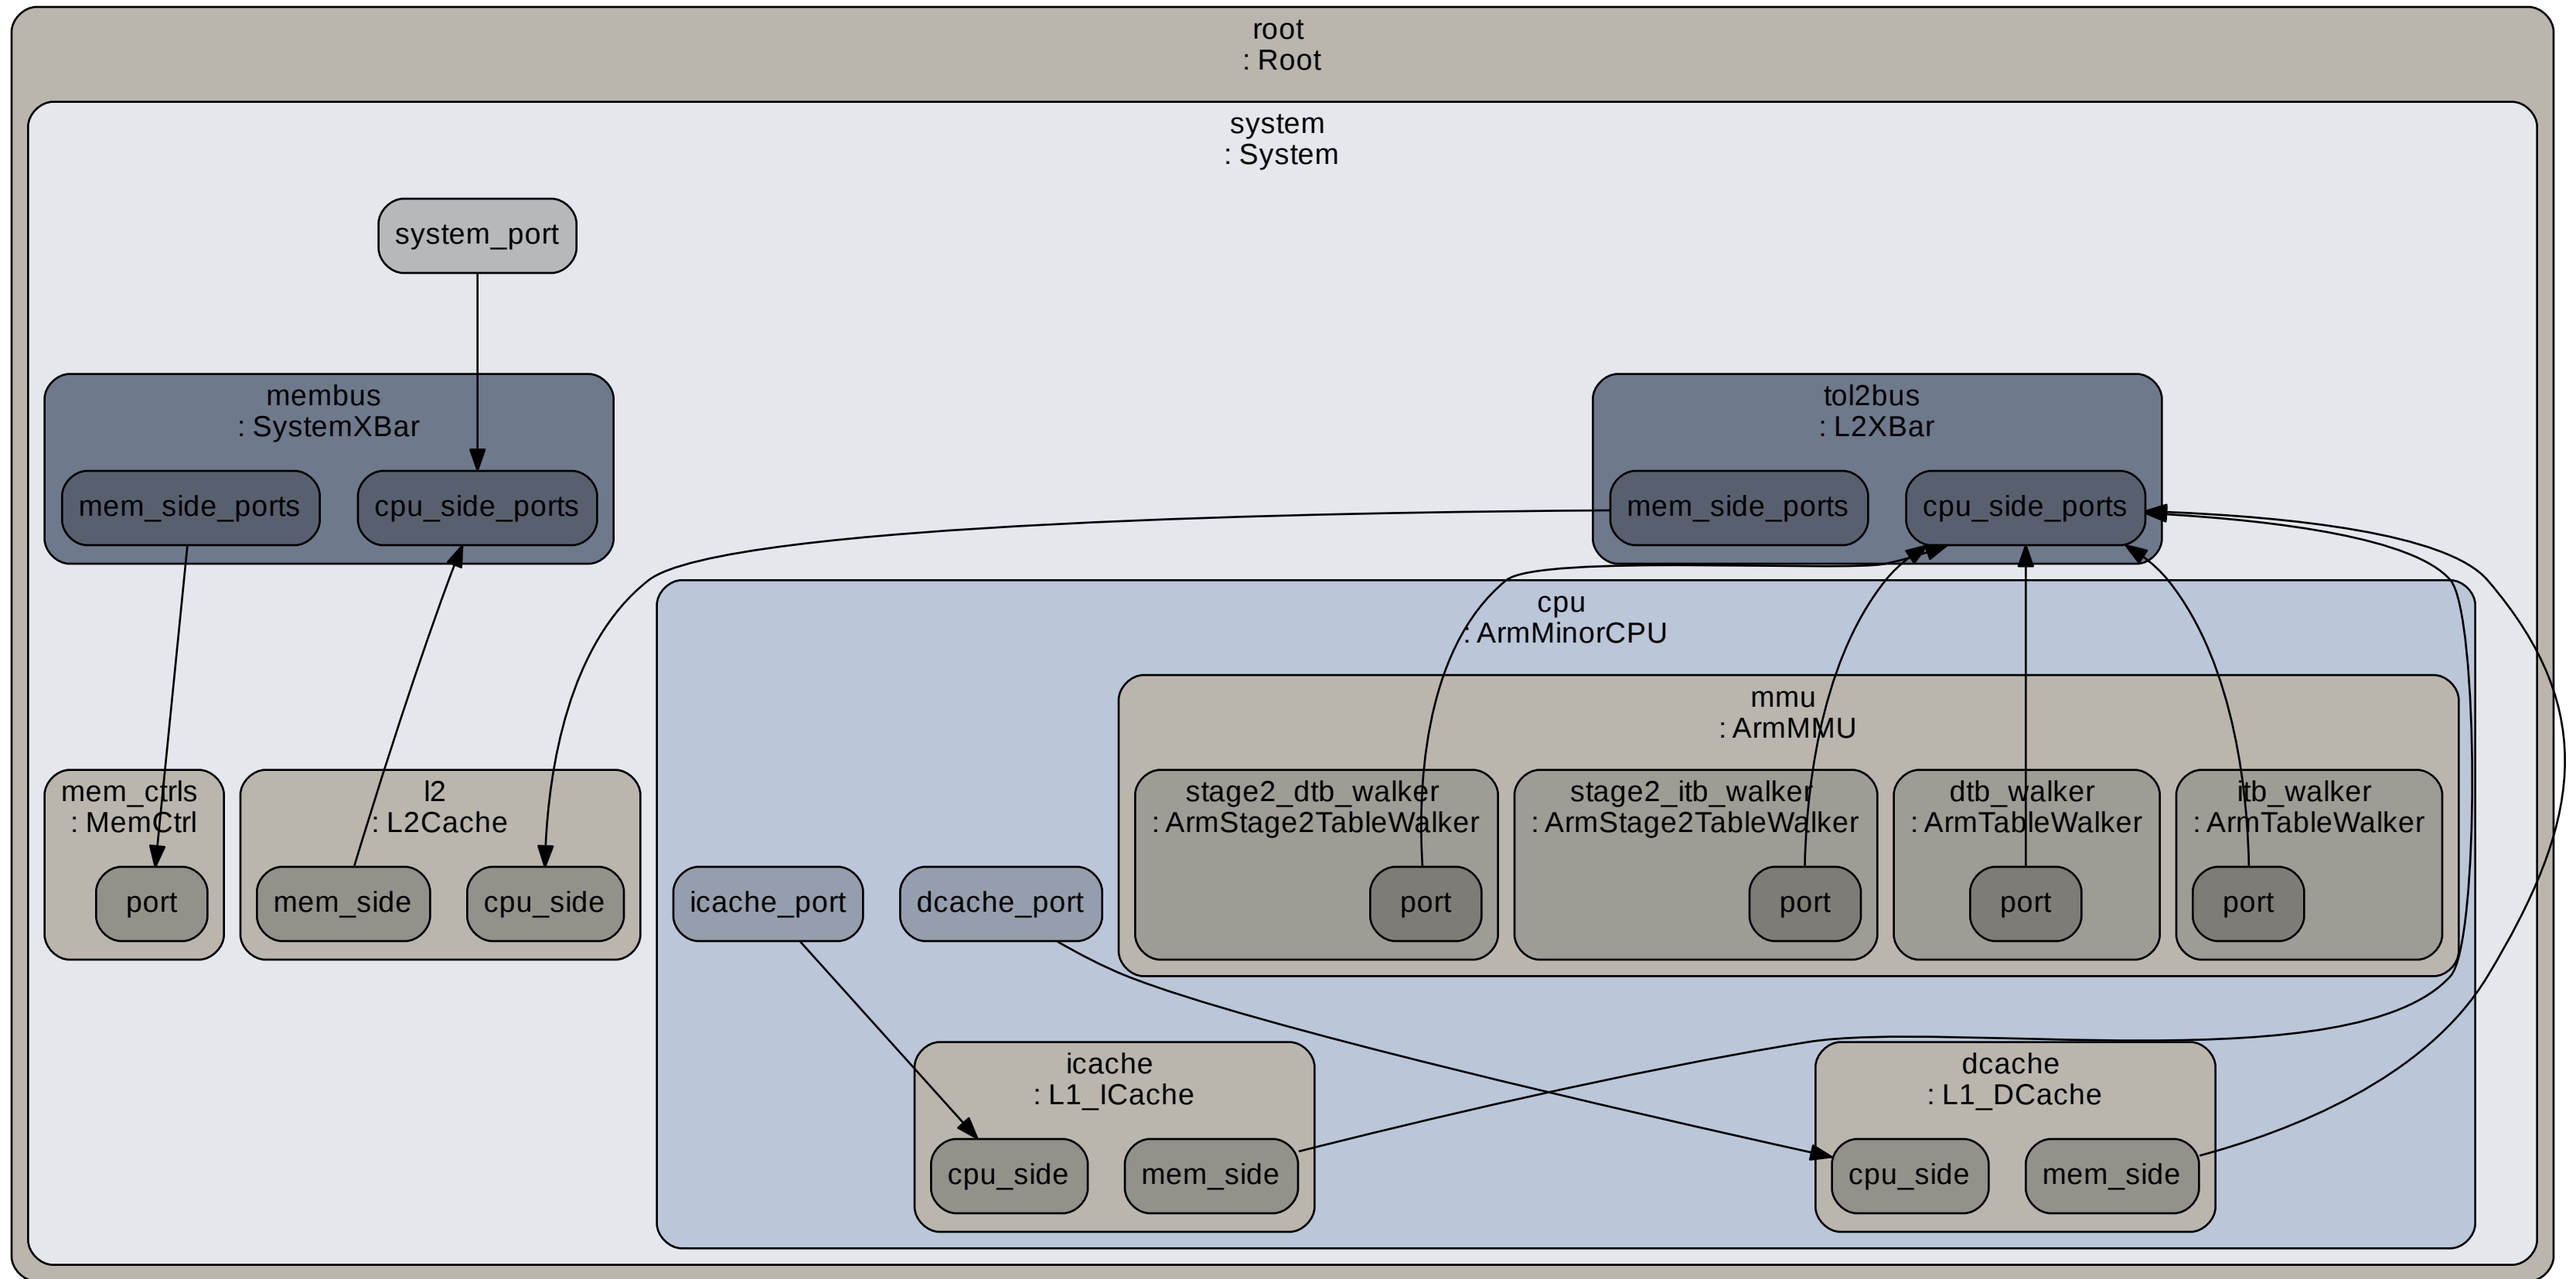 root
: Root
system
: System
system_port
membus
: SystemXBar
mem_side_ports
cpu_side_ports
tol2bus
: L2XBar
mem_side_ports
cpu_side_ports
cpu
: ArmMinorCPU
mmu
: ArmMMU
mem_ctrls
: MemCtrl
port
l2
: L2Cache
mem_side
cpu_side
icache_port
dcache_port
stage2_dtb_walker
: ArmStage2TableWalker
port
stage2_itb_walker
: ArmStage2TableWalker
port
dtb_walker
: ArmTableWalker
port
itb_walker
: ArmTableWalker
port
icache
: L1_ICache
cpu_side
mem_side
dcache
: L1_DCache
cpu_side
mem_side